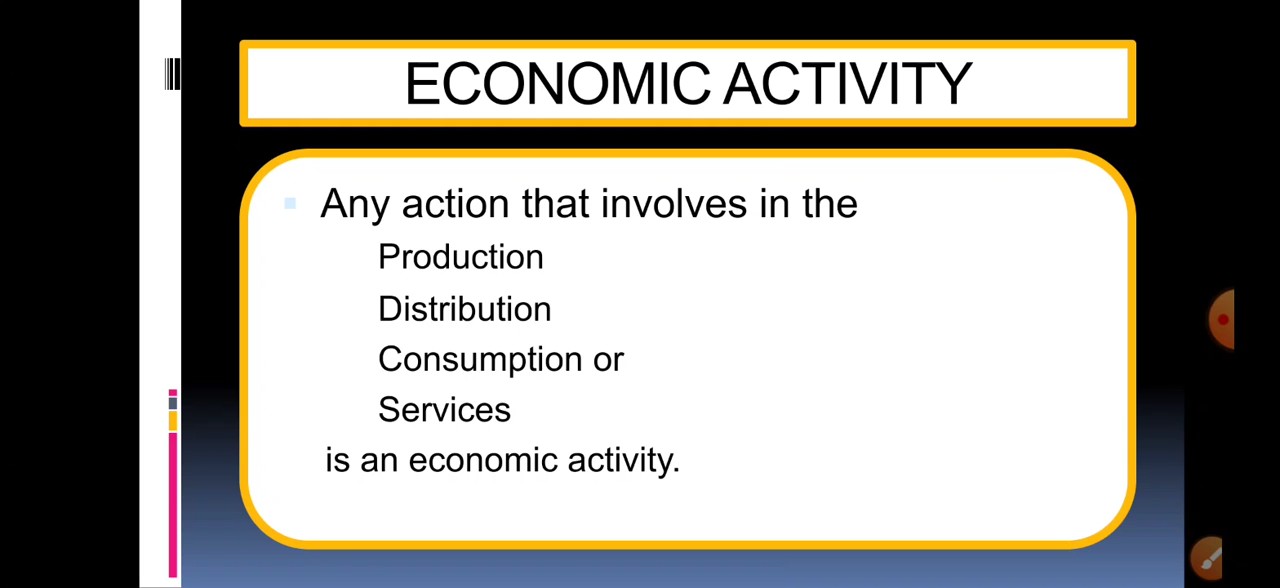 ECONOMIC ACTIVITY
Any action that involves in the
Production
Distribution
Consumption or
Services
is an economic activity.